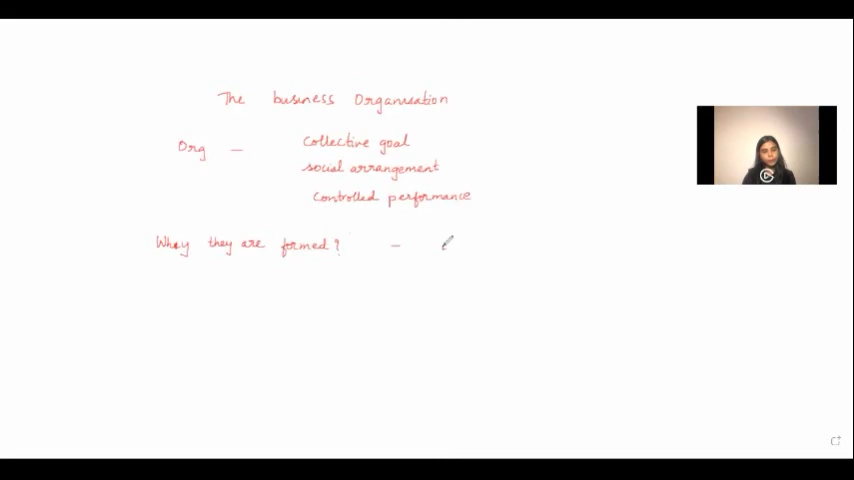 The business Organisation
Org — Collective goal
social arrangement
Controlled performance
Why they are formed? —